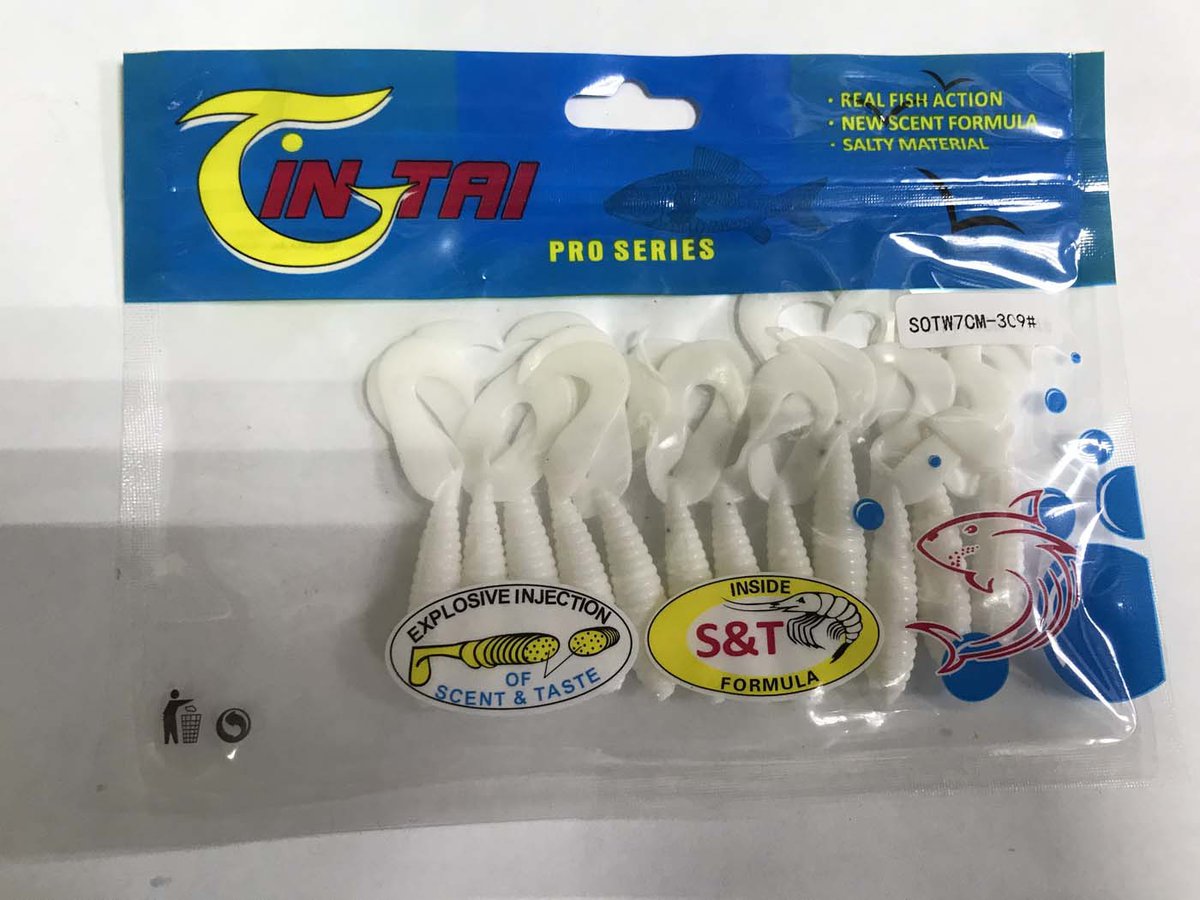 TIN TAI
PRO SERIES
· REAL FISH ACTION
· NEW SCENT FORMULA
· SALTY MATERIAL
SOTW7CM-309#
EXPLOSIVE INJECTION
OF
SCENT & TASTE
INSIDE
S&T
FORMULA